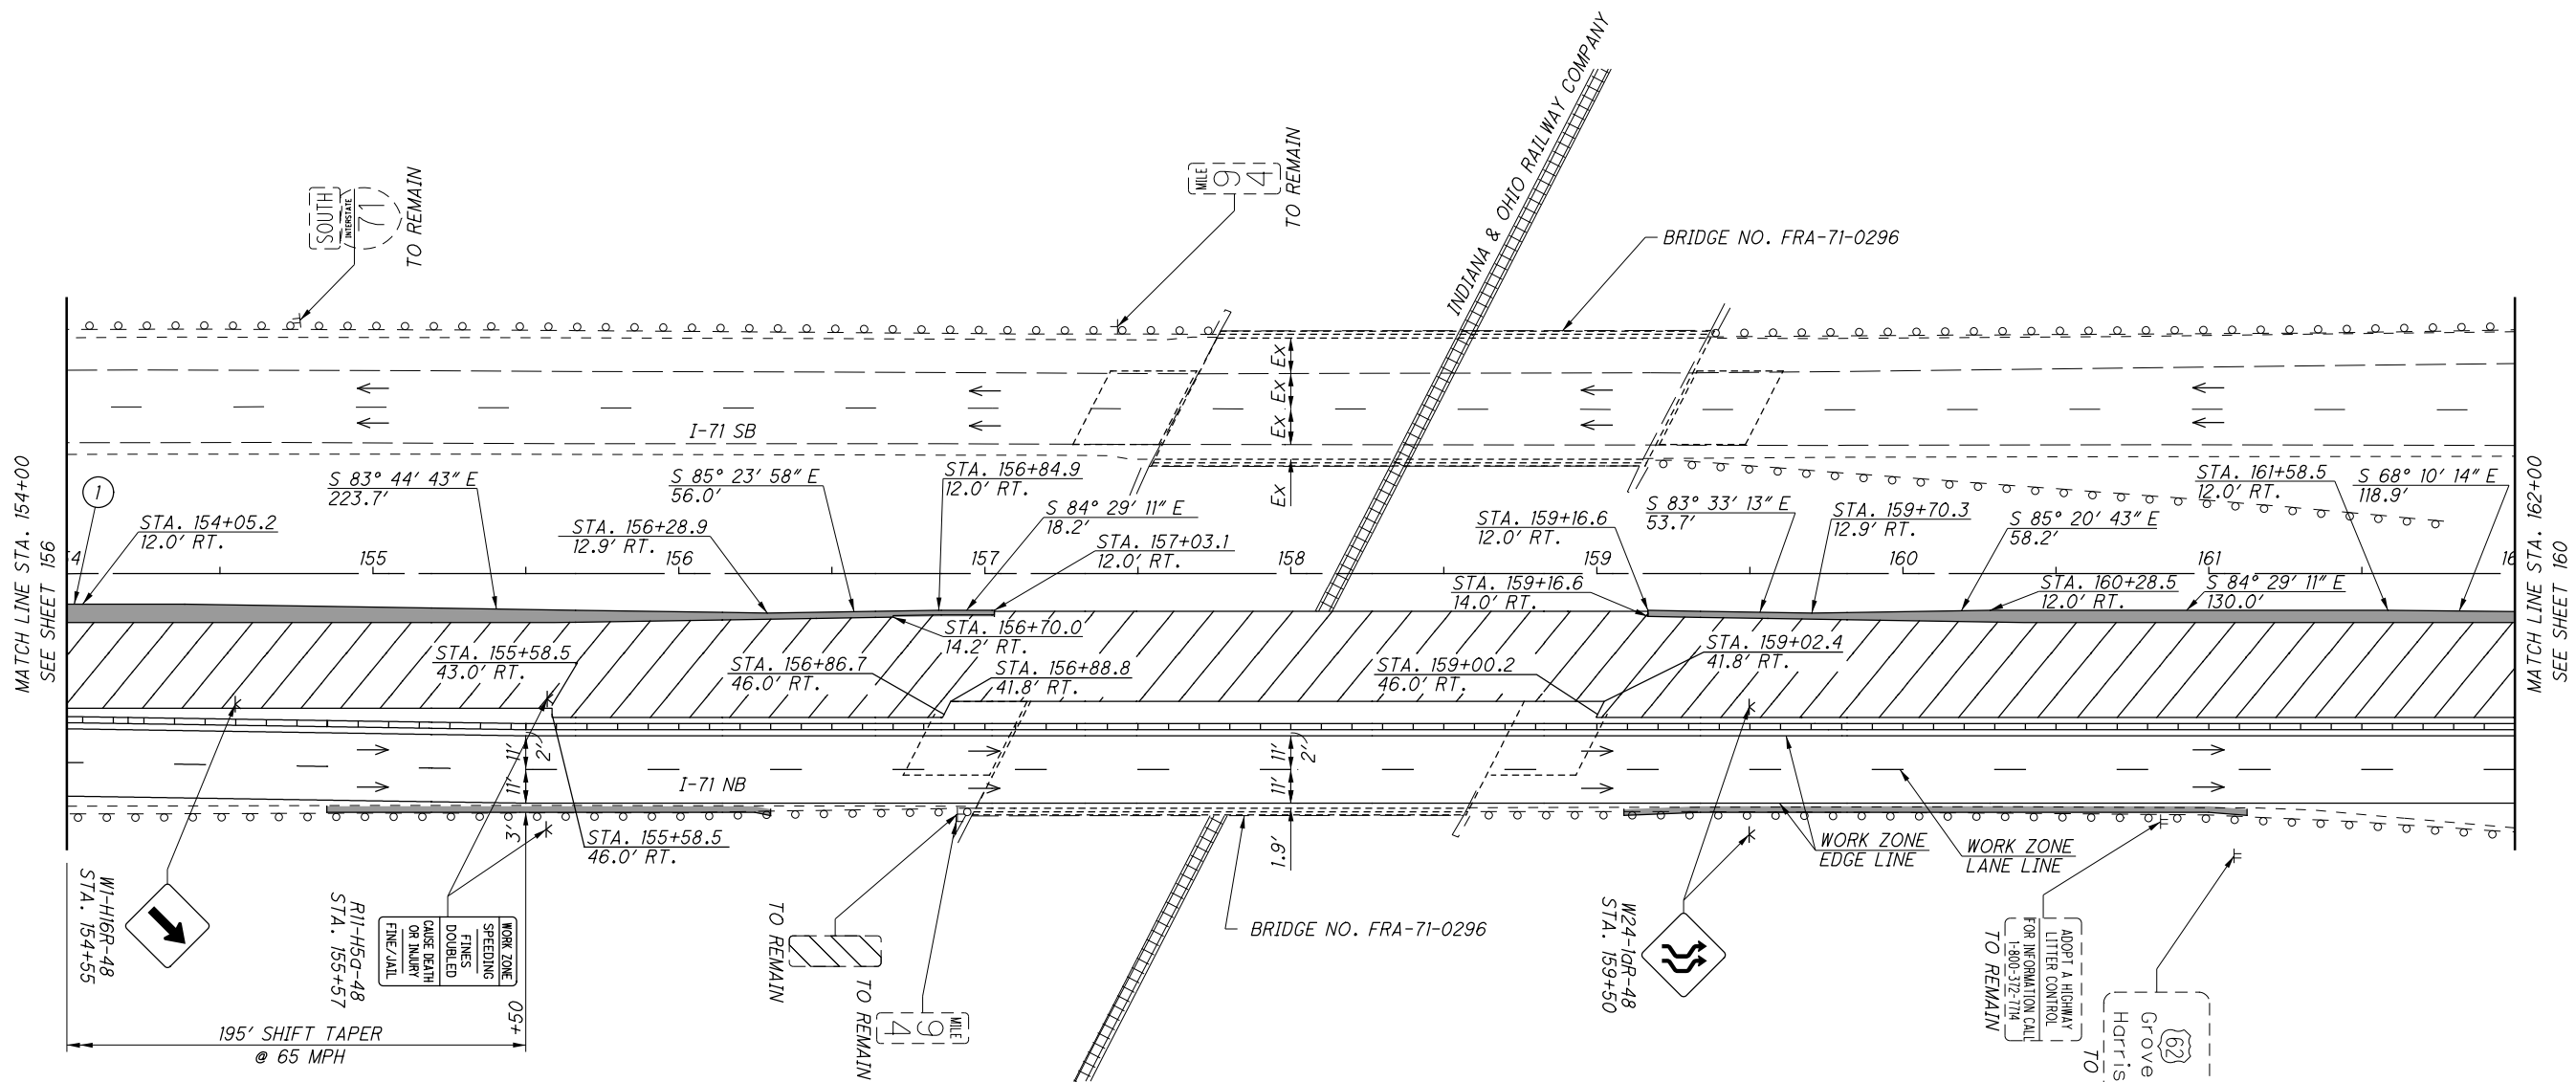 INDIANA & OHIO RAILWAY COMPANY
SOUTH
INTERSTATE
71
TO REMAIN
MILE
94
TO REMAIN
BRIDGE NO. FRA-71-0296
Ex
Ex
Ex
Ex
I-71 SB
MATCH LINE STA. 154+00
SEE SHEET 156
1
STA. 154+05.2
12.0' RT.
S 83° 44' 43" E
223.7'
STA. 156+28.9
12.9' RT.
S 85° 23' 58" E
56.0'
STA. 156+84.9
12.0' RT.
S 84° 29' 11" E
18.2'
STA. 157+03.1
12.0' RT.
STA. 159+16.6
12.0' RT.
S 83° 33' 13" E
53.7'
STA. 159+70.3
12.9' RT.
S 85° 20' 43" E
58.2'
STA. 161+58.5
12.0' RT.
S 68° 10' 14" E
118.9'
MATCH LINE STA. 162+00
SEE SHEET 160
155
156
157
158
159
160
161
STA. 159+16.6
14.0' RT.
STA. 160+28.5
12.0' RT.
S 84° 29' 11" E
130.0'
STA. 155+58.5
43.0' RT.
STA. 156+70.0
14.2' RT.
STA. 156+86.7
46.0' RT.
STA. 156+88.8
41.8' RT.
STA. 159+00.2
46.0' RT.
STA. 159+02.4
41.8' RT.
11'
2'
11'
3'
I-71 NB
11'
2'
11'
1.9'
STA. 155+58.5
46.0' RT.
WORK ZONE
EDGE LINE
WORK ZONE
LANE LINE
W1-H16R-48
STA. 154+55
R11-H5a-48
STA. 155+57
WORK ZONE
SPEEDING
FINES
DOUBLED
CAUSE DEATH
OR INJURY
FINE/JAIL
+50
195' SHIFT TAPER
@ 65 MPH
TO REMAIN
TO REMAIN
MILE
94
BRIDGE NO. FRA-71-0296
W24-1aR-48
STA. 159+50
ADOPT A HIGHWAY
LITTER CONTROL
FOR INFORMATION CALL
1-800-372-7714
TO REMAIN
62
Grove
Harris
TO